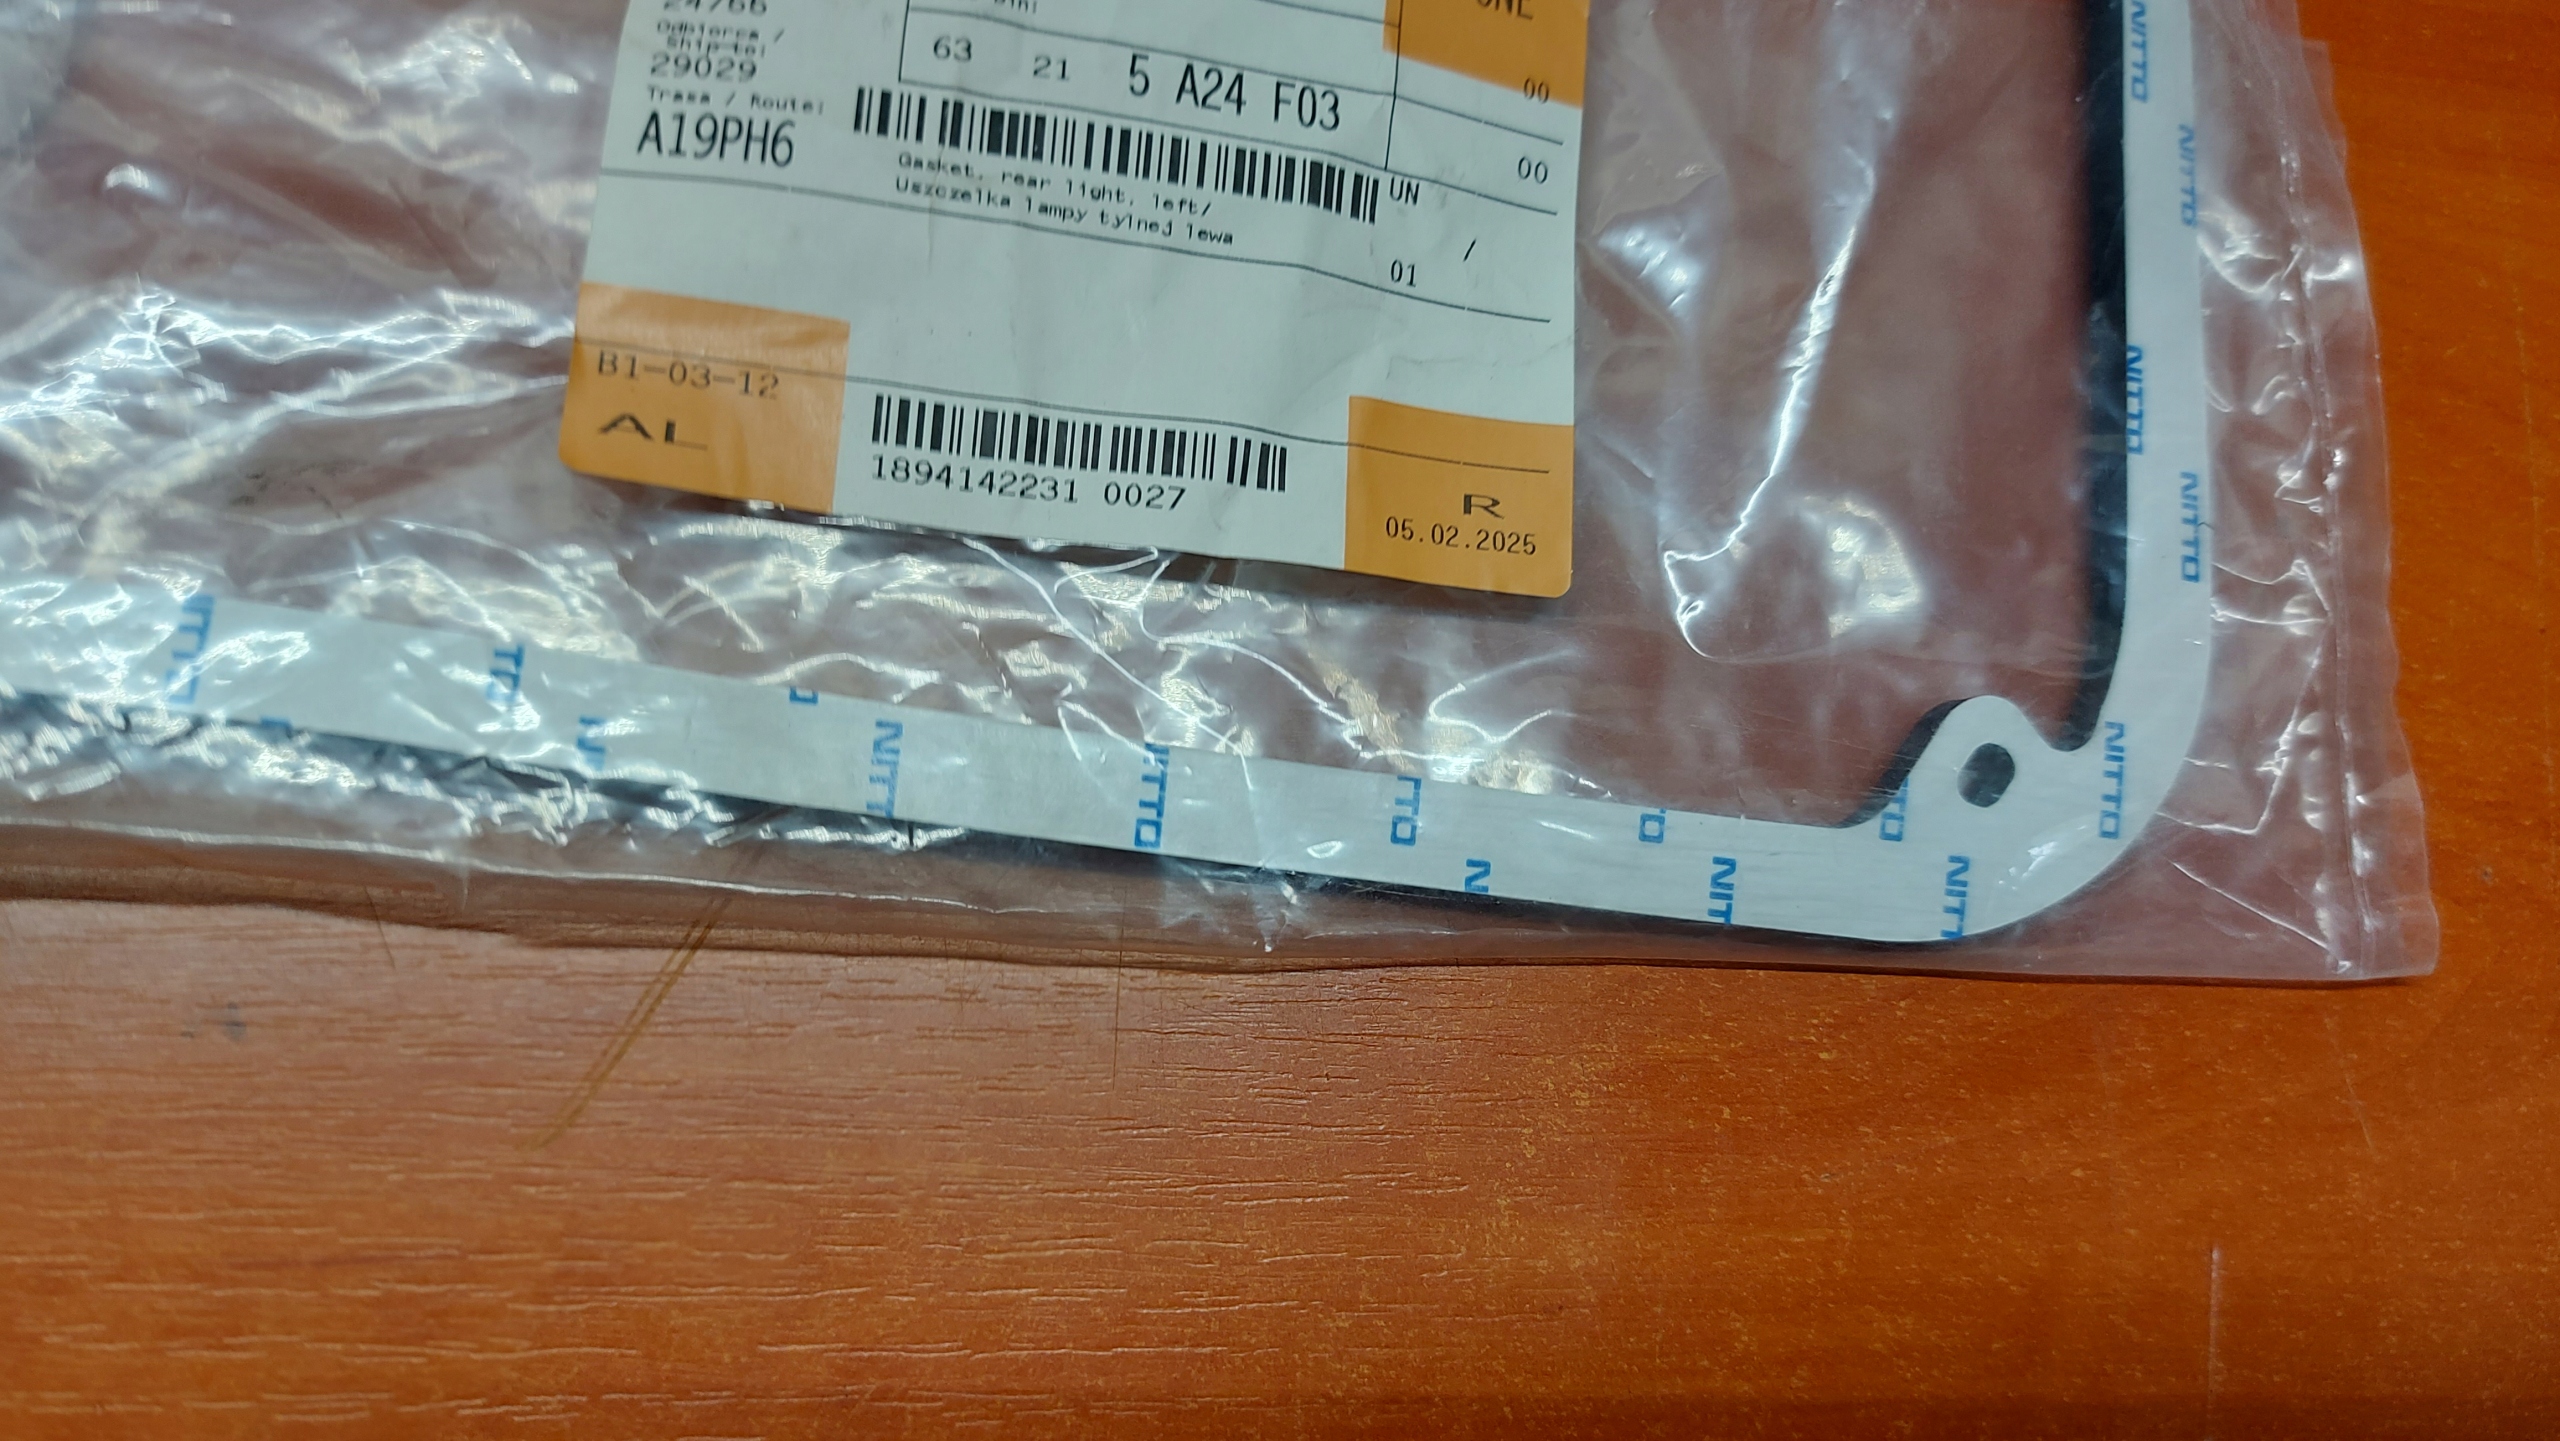 24766
Odbiorca /
Ship-to:
29029
Trasa / Route:
A19PH6
63 21 5 A24 F03
00
00
Gasket, rear light, left/
Uszczelka lampy tylnej lewa
UN
/
01
B1-03-12
AL
1894142231 0027
R
05.02.2025
NITTO
NITTO
NITTO
NITTO
NITTO
NITTO
NITTO